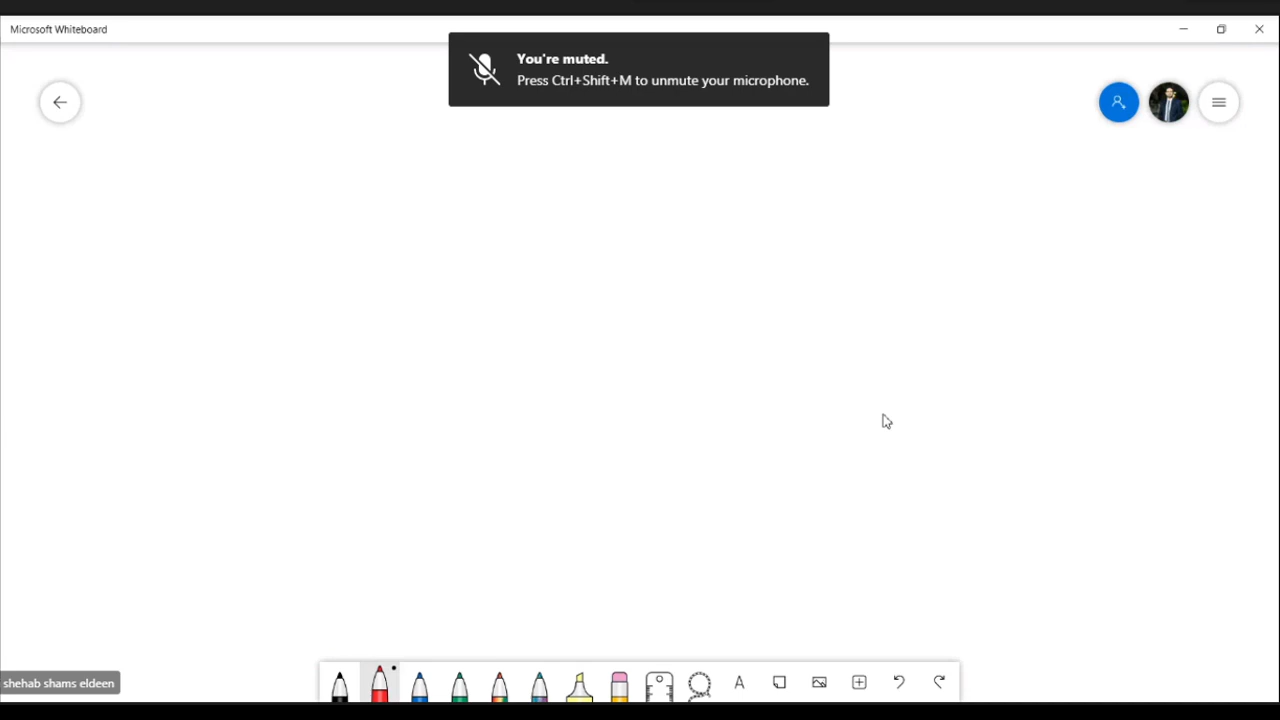 Microsoft Whiteboard
You're muted.
Press Ctrl+Shift+M to unmute your microphone.
shehab shams eldeen
A